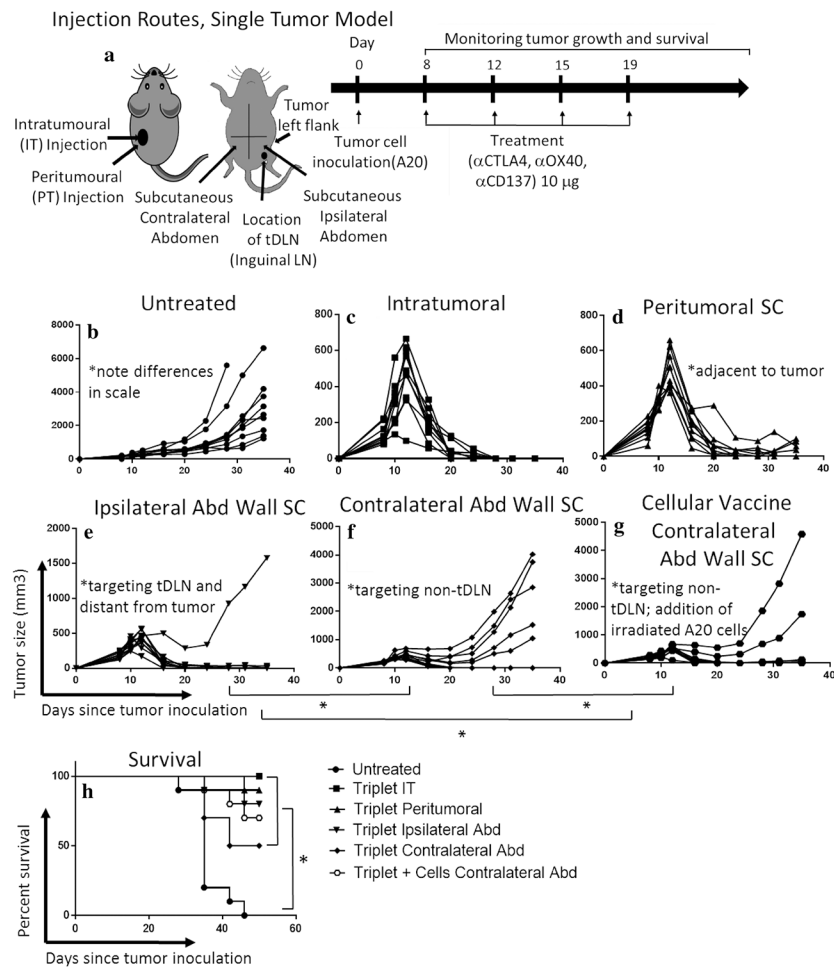 Injection Routes, Single Tumor Model
a
Intratumoural
(IT) Injection
Peritumoural
(PT) Injection
Subcutaneous
Contralateral
Abdomen
Location
of tDLN
(Inguinal LN)
Subcutaneous
Ipsilateral
Abdomen
Tumor
left flank
Day
Monitoring tumor growth and survival
0 8 12 15 19
Tumor cell
inoculation(A20)
Treatment
(αCTLA4, αOX40,
αCD137) 10 µg
Untreated
b
*note differences
in scale
8000
6000
4000
2000
0
0 10 20 30 40
Intratumoral
c
800
600
400
200
0
0 10 20 30 40
Peritumoral SC
d
*adjacent to tumor
800
600
400
200
0
0 10 20 30 40
Ipsilateral Abd Wall SC
e
*targeting tDLN and
distant from tumor
2000
1500
1000
500
0
0 10 20 30 40
Tumor size (mm3)
Days since tumor inoculation
Contralateral Abd Wall SC
f
*targeting non-tDLN
5000
4000
3000
2000
1000
0
0 10 20 30 40
Cellular Vaccine
Contralateral
Abd Wall SC
g
*targeting non-
tDLN; addition of
irradiated A20 cells
5000
4000
3000
2000
1000
0
0 10 20 30 40
*
*
*
Survival
h
100
50
0
0 20 40 60
*
Percent survival
Days since tumor inoculation
Untreated
Triplet IT
Triplet Peritumoral
Triplet Ipsilateral Abd
Triplet Contralateral Abd
Triplet + Cells Contralateral Abd